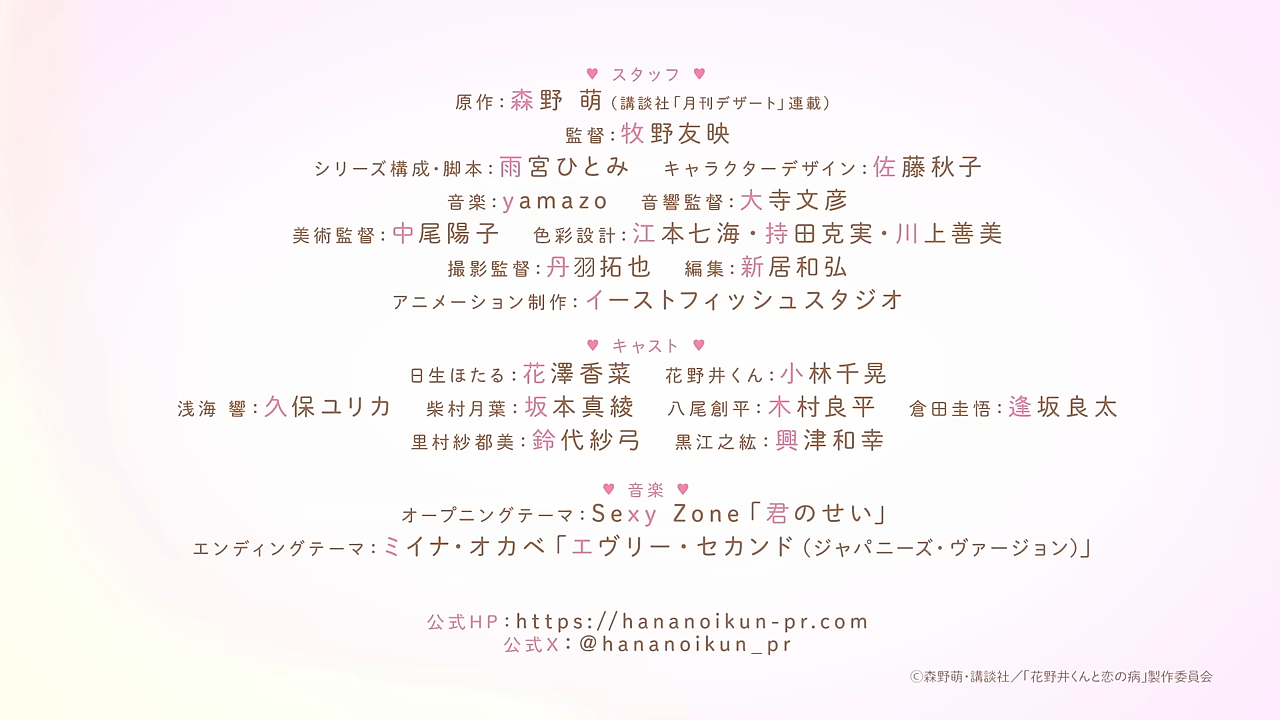 ♥ スタッフ ♥
原作：森野 萌（講談社「月刊デザート」連載）
監督：牧野友映
シリーズ構成・脚本：雨宮ひとみ　キャラクターデザイン：佐藤秋子
音楽：yamazo　音響監督：大寺文彦
美術監督：中尾陽子　色彩設計：江本七海・持田克実・川上善美
撮影監督：丹羽拓也　編集：新居和弘
アニメーション制作：イーストフィッシュスタジオ
♥ キャスト ♥
日生ほたる：花澤香菜　花野井くん：小林千晃
浅海 響：久保ユリカ　柴村月葉：坂本真綾　八尾創平：木村良平　倉田圭悟：逢坂良太
里村紗都美：鈴代紗弓　黒江之紘：興津和幸
♥ 音楽 ♥
オープニングテーマ：Sexy Zone「君のせい」
エンディングテーマ：ミイナ・オカベ「エヴリー・セカンド（ジャパニーズ・ヴァージョン）」
公式HP：https://hananoikun-pr.com
公式X：@hananoikun_pr
©森野萌・講談社／「花野井くんと恋の病」製作委員会